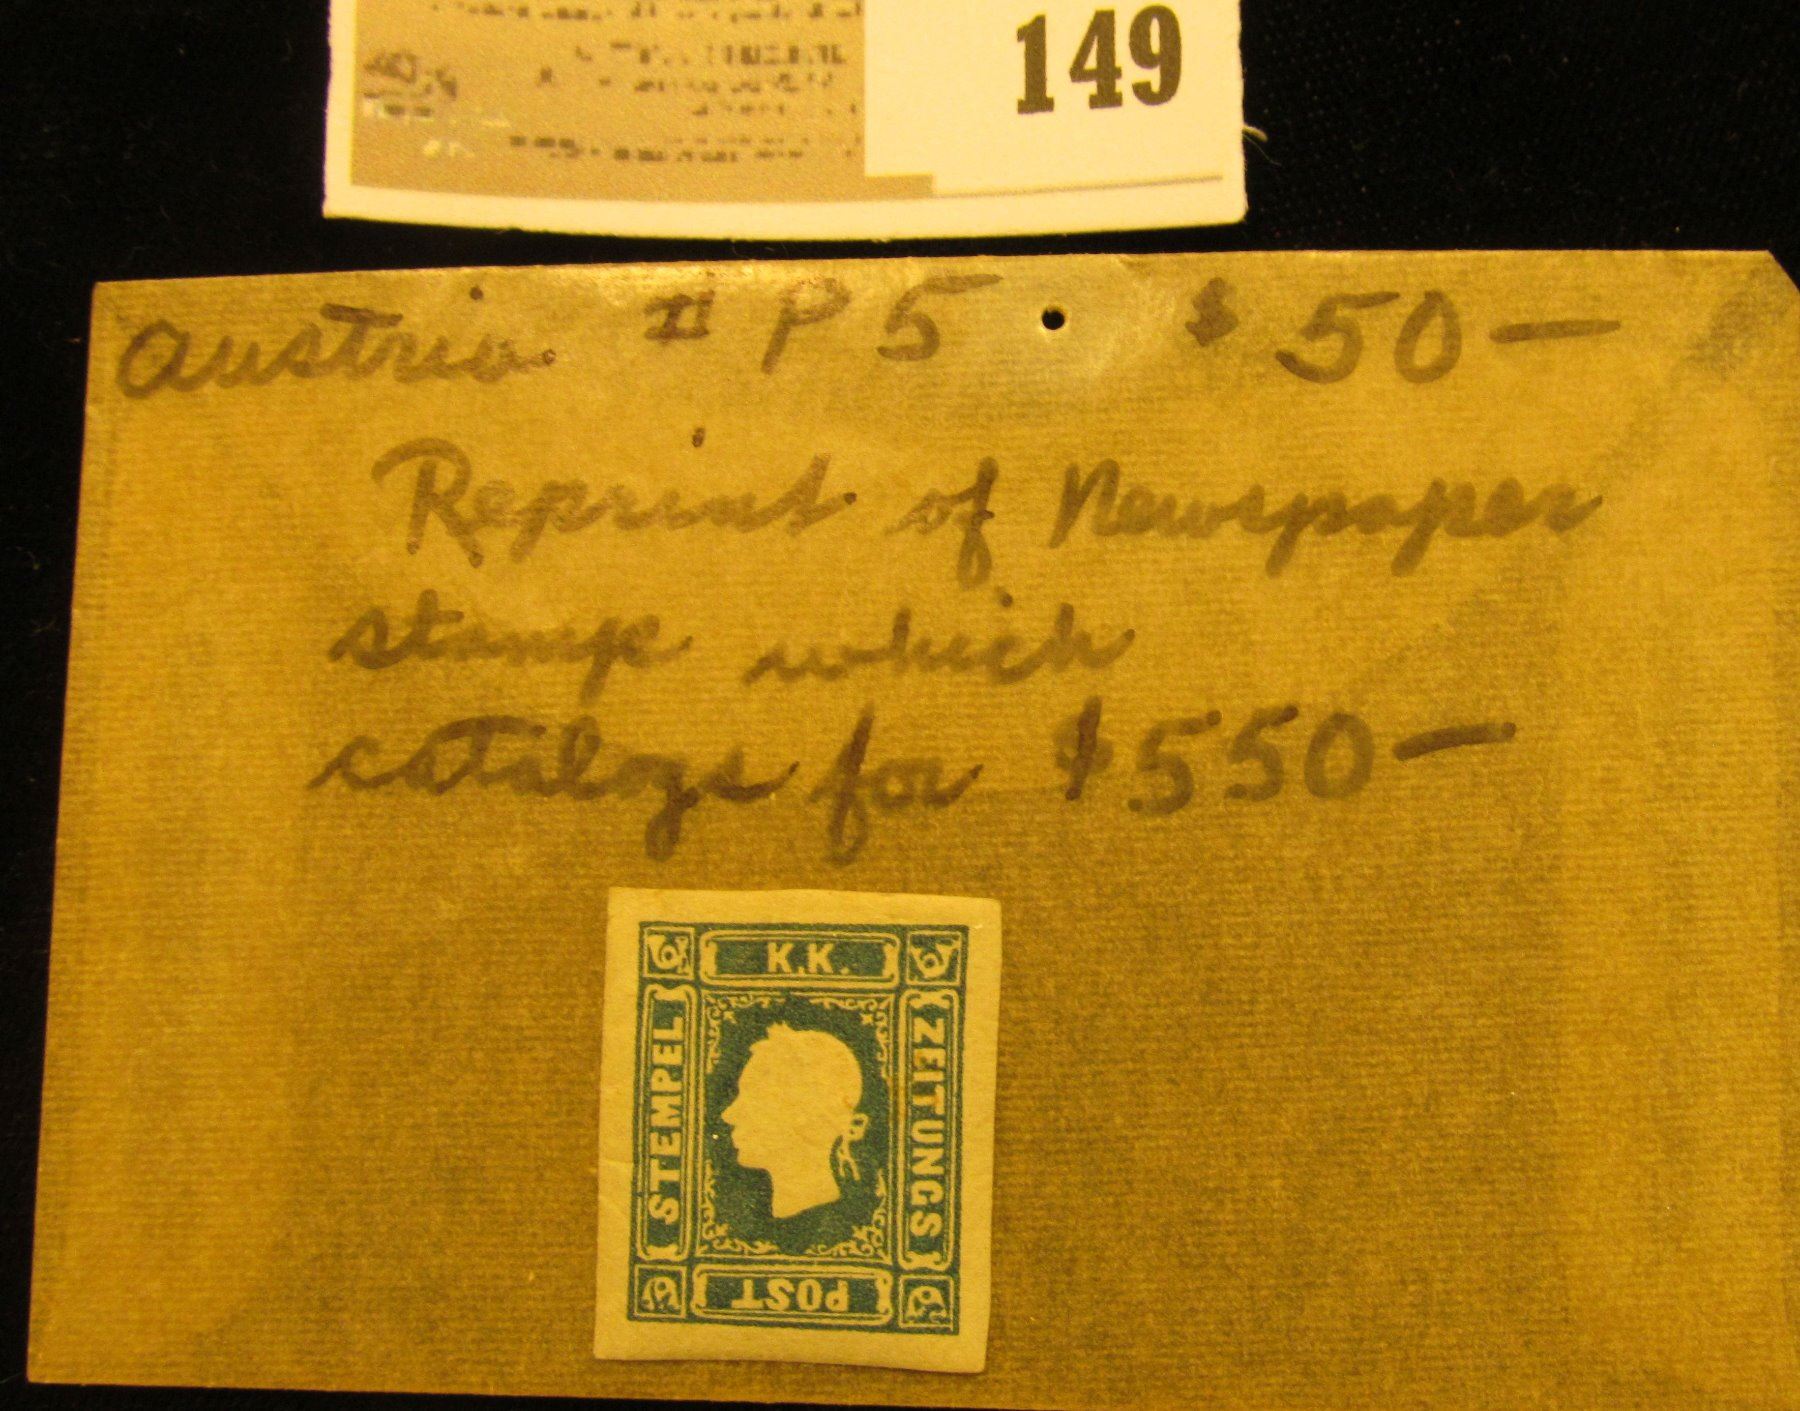 149
Austria # P5 $50—
Reprint of Newspaper
stamp which
catalogs for $550—
K.K.
ZEITUNGS
POST
STEMPEL